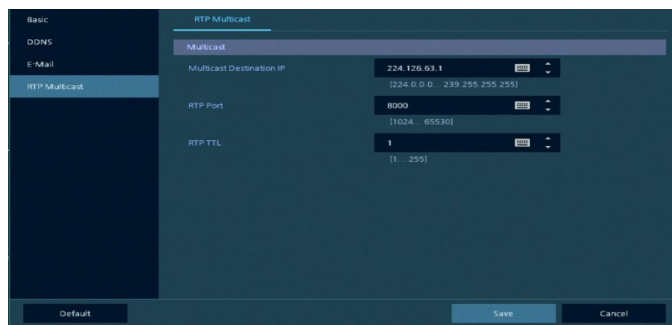 Basic
DDNS
E-Mail
RTP Multicast
RTP Multicast
Multicast
Multicast Destination IP
224.126.63.1
[224.0.0.0... 239.255.255.255]
RTP Port
8000
[1024... 65530]
RTP TTL
1
[1... 255]
Default
Save
Cancel